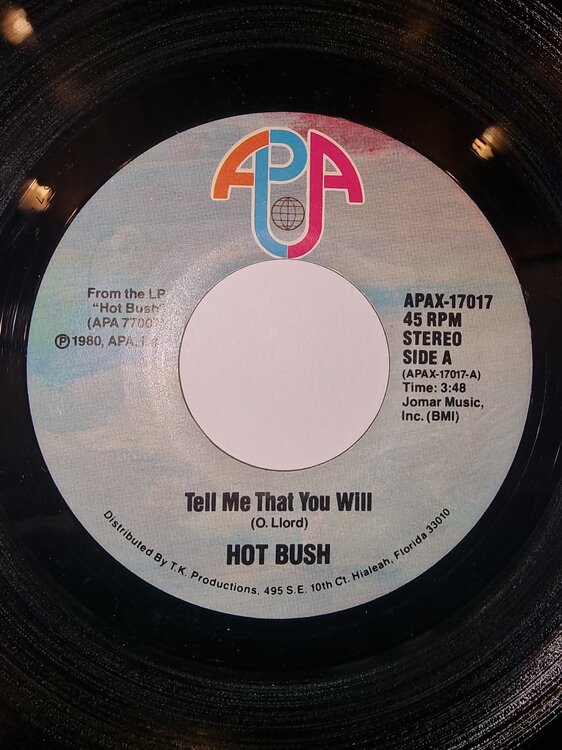 APA
From the LP
"Hot Bush"
(APA
℗1980, APA,
APAX-17017
45 RPM
STEREO
SIDE A
(APAX-17017-A)
Time: 3:48
Jomar Music,
Inc. (BMI)
Tell Me That You Will
(O. Llord)
HOT BUSH
Distributed By T.K. Productions, 495 S.E. 10th Ct. Hialeah, Florida 33010